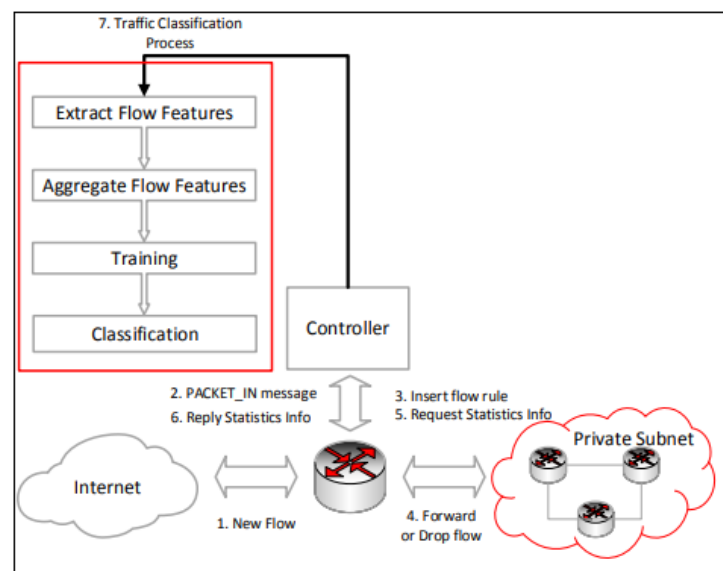 7. Traffic Classification
Process
Extract Flow Features
Aggregate Flow Features
Training
Classification
Controller
2. PACKET_IN message
6. Reply Statistics Info
3. Insert flow rule
5. Request Statistics Info
Internet
1. New Flow
4. Forward
or Drop flow
Private Subnet